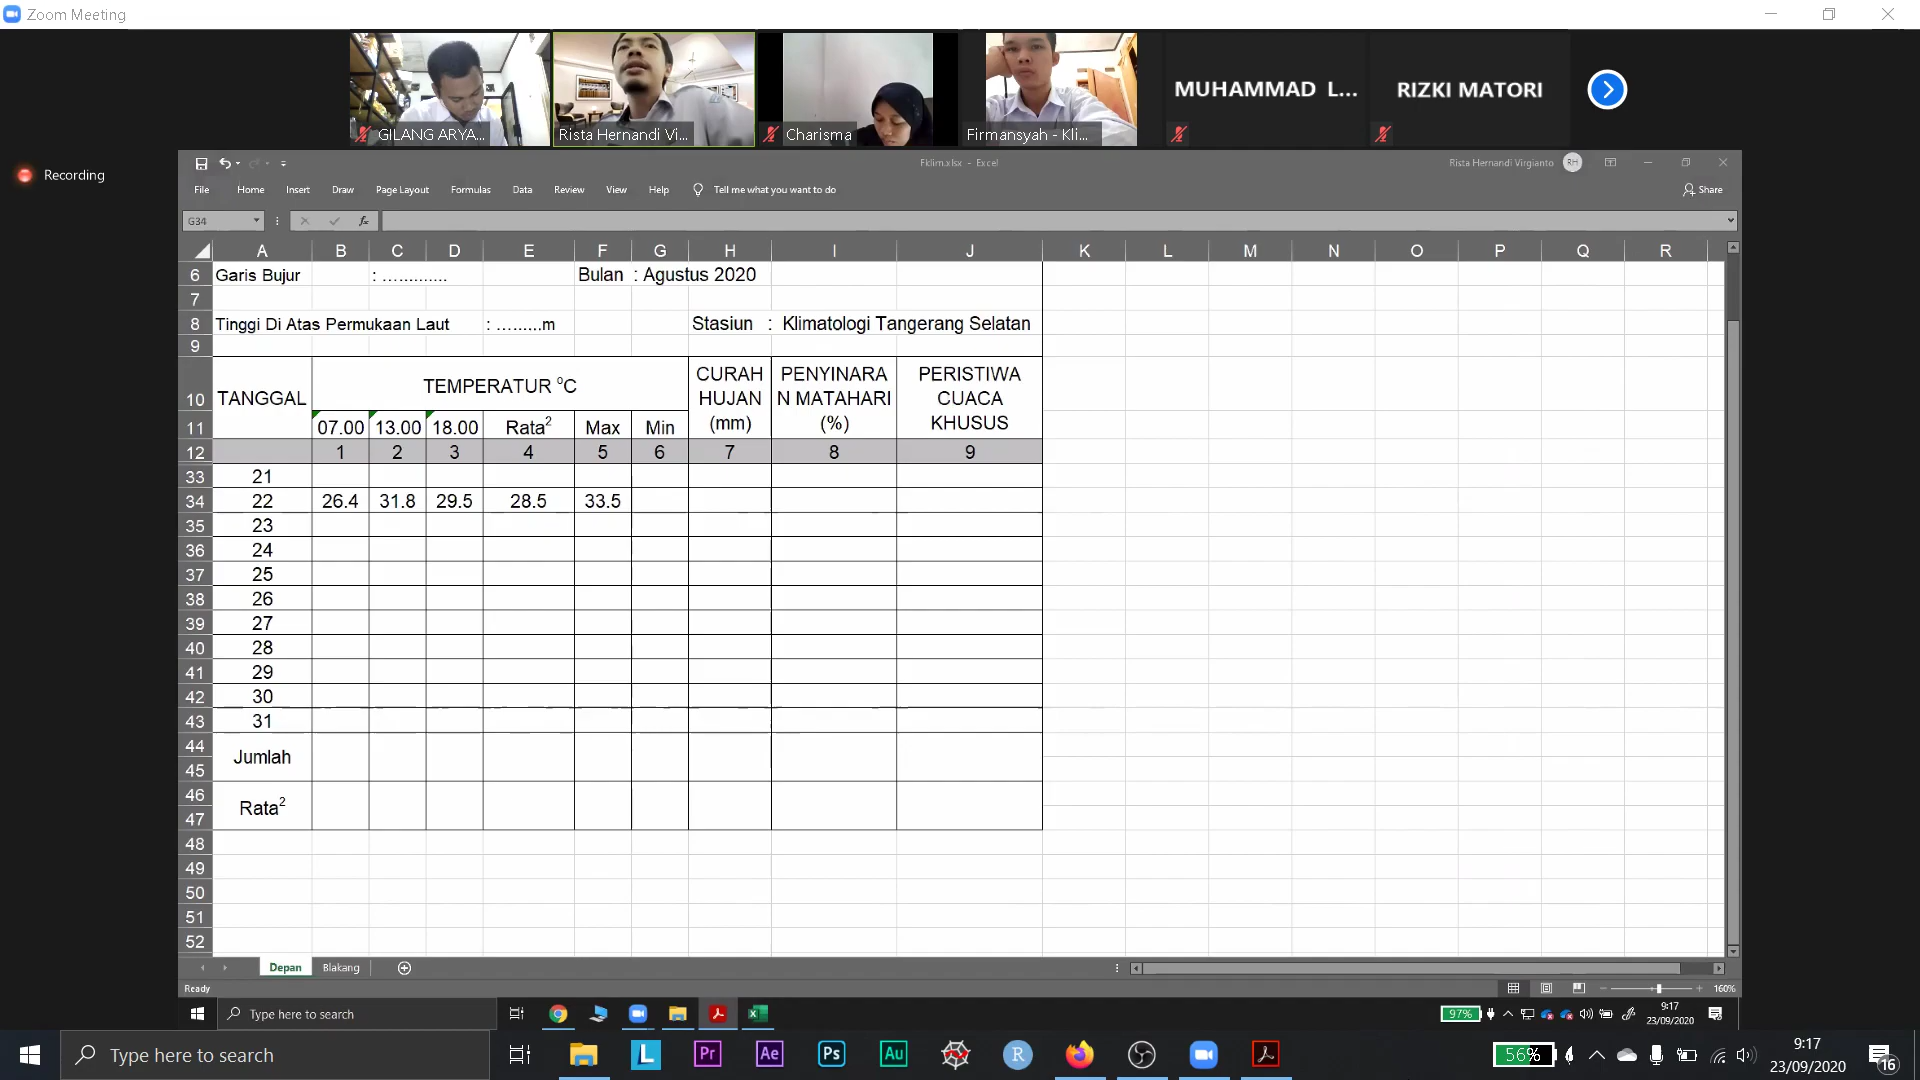 Zoom Meeting
GILANG ARYA...
Rista Hernandi Vi...
Charisma
Firmansyah - Kli...
MUHAMMAD L...
RIZKI MATORI
Recording
Fklim.xlsx - Excel
Rista Hernandi Virgianto
RH
File Home Insert Draw Page Layout Formulas Data Review View Help Tell me what you want to do
Share
G34
fx
A B C D E F G H I J K L M N O P Q R
6 Garis Bujur : .............. Bulan : Agustus 2020
7
8 Tinggi Di Atas Permukaan Laut : .........m Stasiun : Klimatologi Tangerang Selatan
9
10 TANGGAL TEMPERATUR °C CURAH HUJAN (mm) PENYINARA N MATAHARI (%) PERISTIWA CUACA KHUSUS
11 07.00 13.00 18.00 Rata² Max Min
12 1 2 3 4 5 6 7 8 9
33 21
34 22 26.4 31.8 29.5 28.5 33.5
35 23
36 24
37 25
38 26
39 27
40 28
41 29
42 30
43 31
44 Jumlah
45
46 Rata²
47
48
49
50
51
52
Depan Blakang
Ready
160%
Type here to search
97%
9:17
23/09/2020
Type here to search
L Pr Ae Ps Au R
56%
9:17
23/09/2020
16